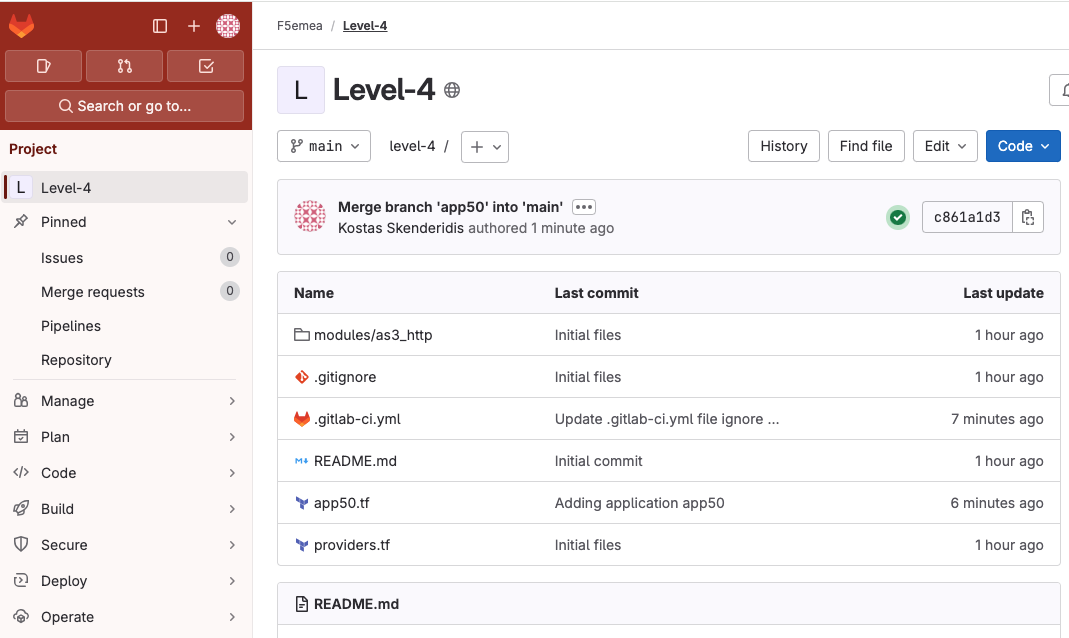 F5emea / Level-4
Search or go to...
Project
L Level-4
Pinned
Issues 0
Merge requests 0
Pipelines
Repository
Manage
Plan
Code
Build
Secure
Deploy
Operate
L Level-4
main level-4 / + History Find file Edit Code
Merge branch 'app50' into 'main'
Kostas Skenderidis authored 1 minute ago
c861a1d3
Name Last commit Last update
modules/as3_http Initial files 1 hour ago
.gitignore Initial files 1 hour ago
.gitlab-ci.yml Update .gitlab-ci.yml file ignore ... 7 minutes ago
README.md Initial commit 1 hour ago
app50.tf Adding application app50 6 minutes ago
providers.tf Initial files 1 hour ago
README.md